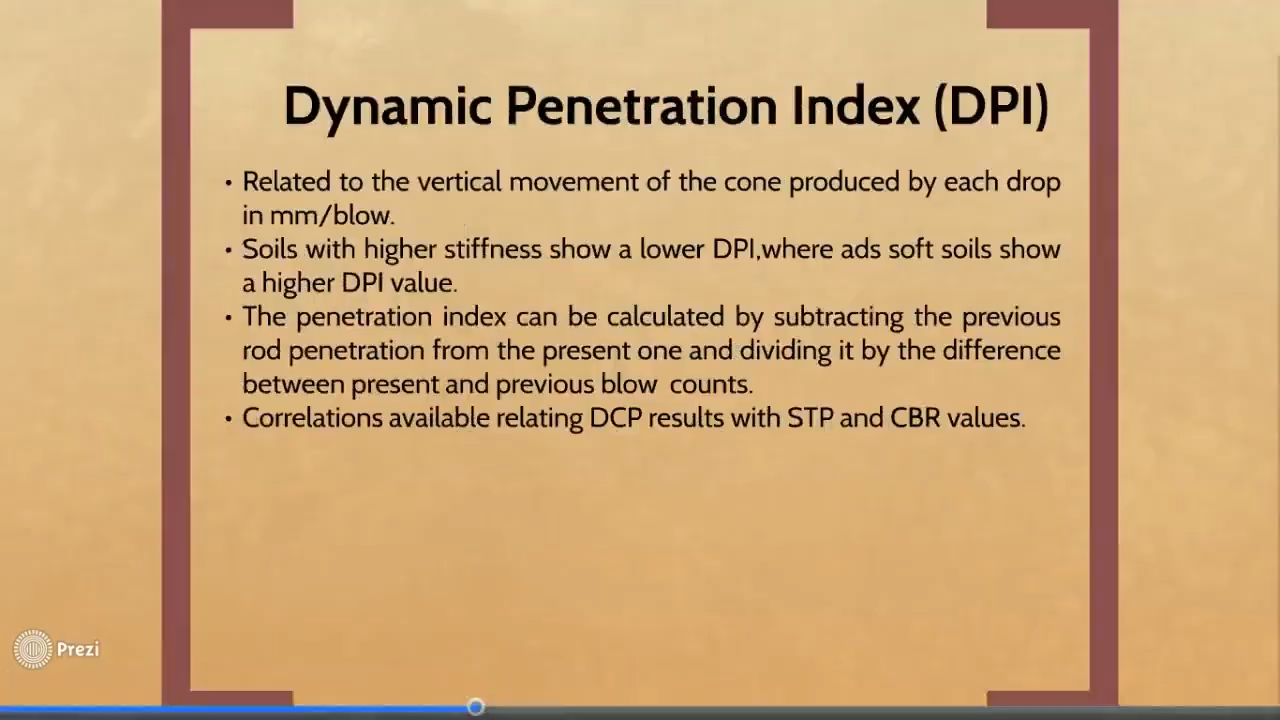 Dynamic Penetration Index (DPI)
• Related to the vertical movement of the cone produced by each drop
in mm/blow.
• Soils with higher stiffness show a lower DPI,where ads soft soils show
a higher DPI value.
• The penetration index can be calculated by subtracting the previous
rod penetration from the present one and dividing it by the difference
between present and previous blow counts.
• Correlations available relating DCP results with STP and CBR values.
Prezi